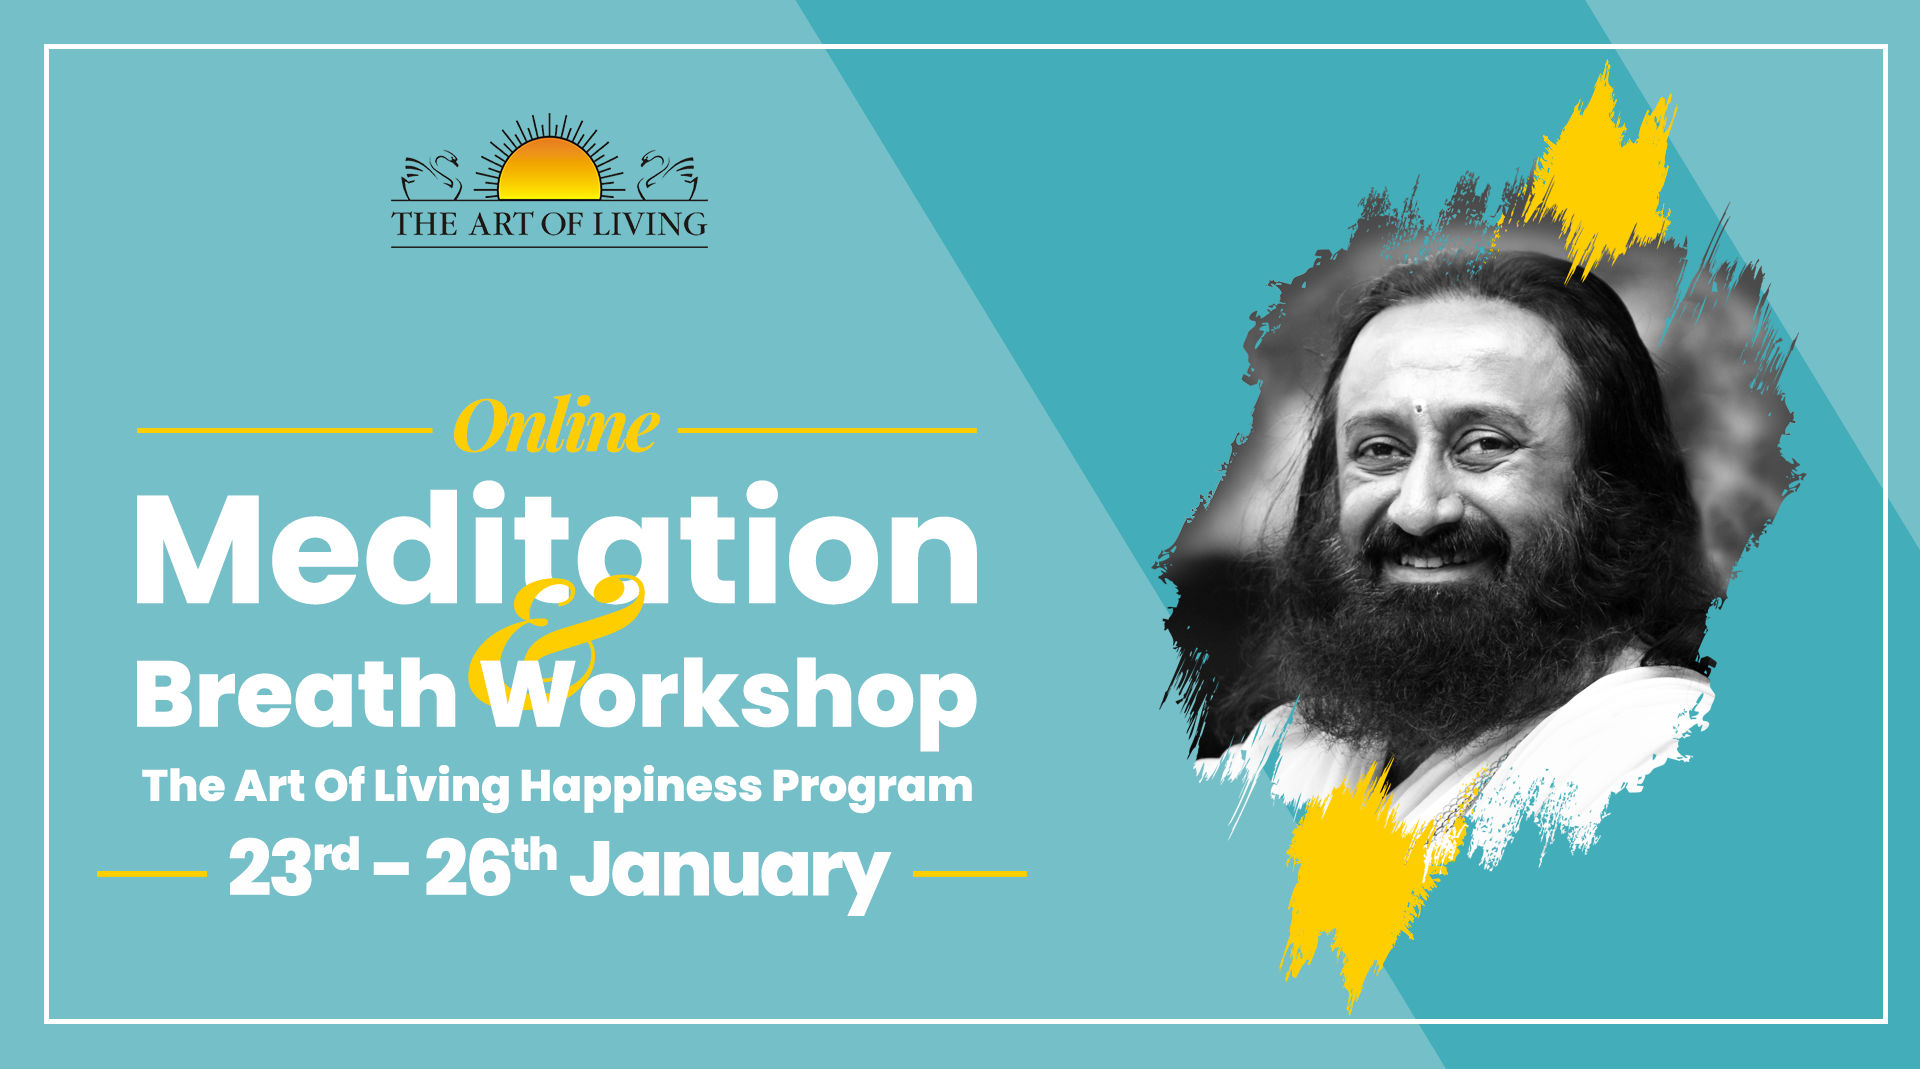 THE ART OF LIVING
Online
Meditation
&
Breath Workshop
The Art Of Living Happiness Program
23rd – 26th January